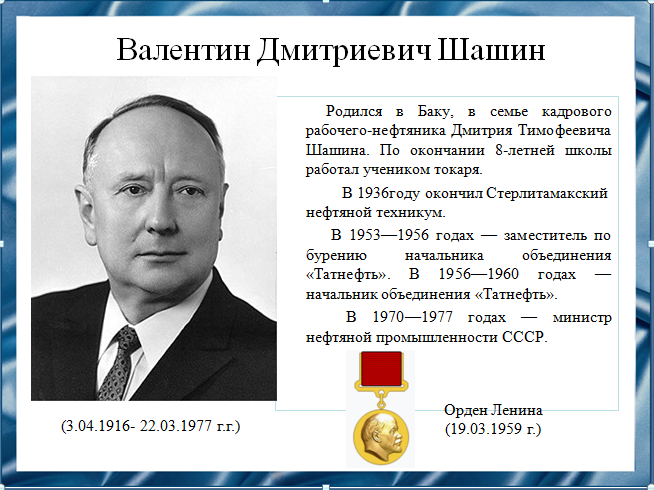 Валентин Дмитриевич Шашин
Родился в Баку, в семье кадрового
рабочего-нефтяника Дмитрия Тимофеевича
Шашина. По окончании 8-летней школы
работал учеником токаря.
В 1936году окончил Стерлитамакский
нефтяной техникум.
В 1953—1956 годах — заместитель по
бурению начальника объединения
«Татнефть». В 1956—1960 годах —
начальник объединения «Татнефть».
В 1970—1977 годах — министр
нефтяной промышленности СССР.
(3.04.1916- 22.03.1977 г.г.)
Орден Ленина
(19.03.1959 г.)